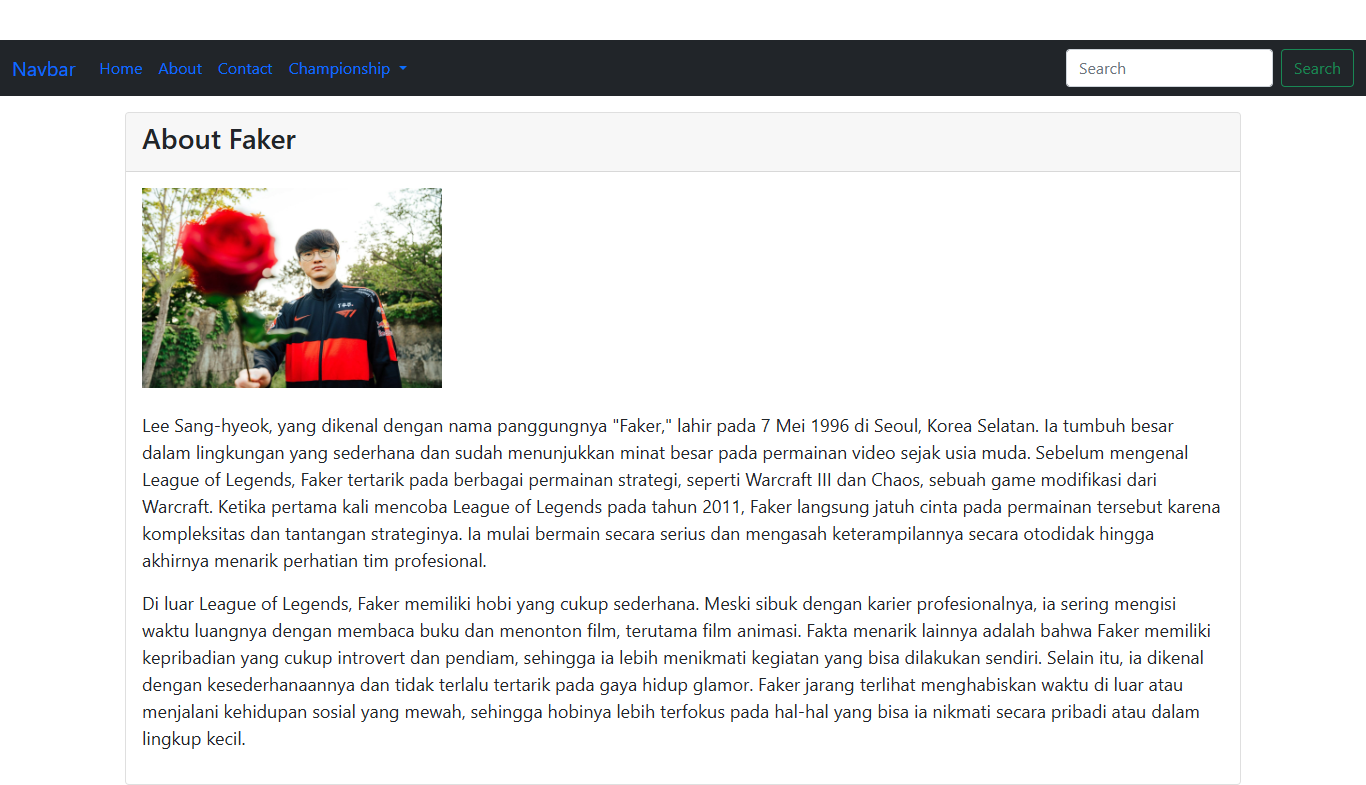 Navbar Home About Contact Championship Search Search
About Faker
Lee Sang-hyeok, yang dikenal dengan nama panggungnya "Faker," lahir pada 7 Mei 1996 di Seoul, Korea Selatan. Ia tumbuh besar
dalam lingkungan yang sederhana dan sudah menunjukkan minat besar pada permainan video sejak usia muda. Sebelum mengenal
League of Legends, Faker tertarik pada berbagai permainan strategi, seperti Warcraft III dan Chaos, sebuah game modifikasi dari
Warcraft. Ketika pertama kali mencoba League of Legends pada tahun 2011, Faker langsung jatuh cinta pada permainan tersebut karena
kompleksitas dan tantangan strateginya. Ia mulai bermain secara serius dan mengasah keterampilannya secara otodidak hingga
akhirnya menarik perhatian tim profesional.
Di luar League of Legends, Faker memiliki hobi yang cukup sederhana. Meski sibuk dengan karier profesionalnya, ia sering mengisi
waktu luangnya dengan membaca buku dan menonton film, terutama film animasi. Fakta menarik lainnya adalah bahwa Faker memiliki
kepribadian yang cukup introvert dan pendiam, sehingga ia lebih menikmati kegiatan yang bisa dilakukan sendiri. Selain itu, ia dikenal
dengan kesederhanaannya dan tidak terlalu tertarik pada gaya hidup glamor. Faker jarang terlihat menghabiskan waktu di luar atau
menjalani kehidupan sosial yang mewah, sehingga hobinya lebih terfokus pada hal-hal yang bisa ia nikmati secara pribadi atau dalam
lingkup kecil.